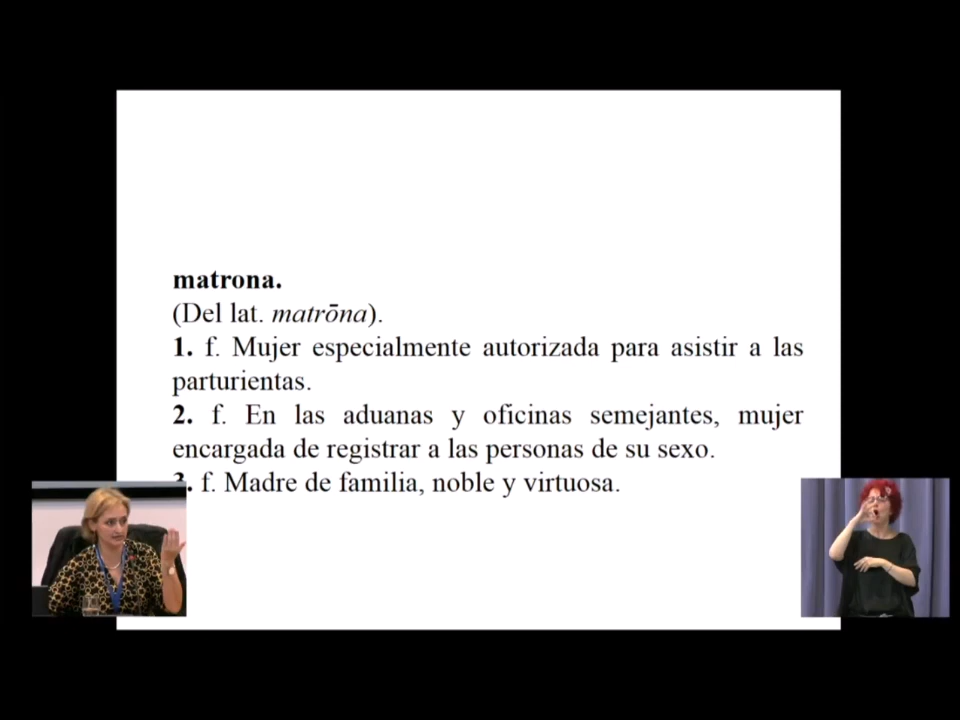 matrona.
(Del lat. matrōna).
1. f. Mujer especialmente autorizada para asistir a las
parturientas.
2. f. En las aduanas y oficinas semejantes, mujer
encargada de registrar a las personas de su sexo.
3. f. Madre de familia, noble y virtuosa.